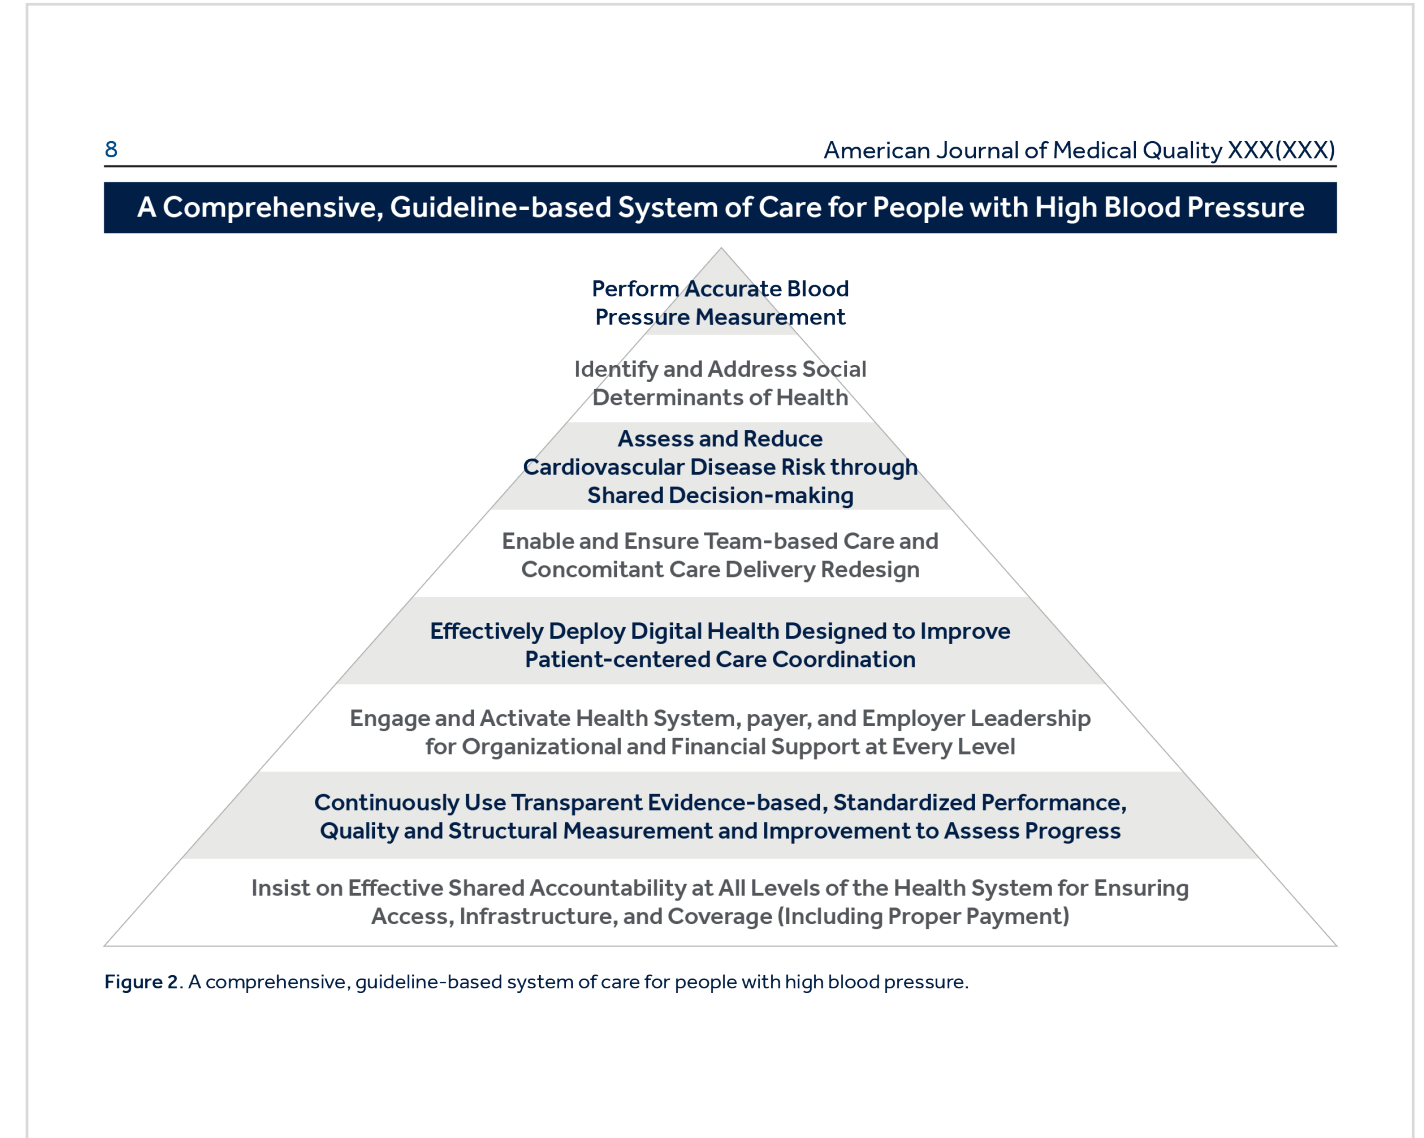 8
American Journal of Medical Quality XXX(XXX)
A Comprehensive, Guideline-based System of Care for People with High Blood Pressure
Perform Accurate Blood
Pressure Measurement
Identify and Address Social
Determinants of Health
Assess and Reduce
Cardiovascular Disease Risk through
Shared Decision-making
Enable and Ensure Team-based Care and
Concomitant Care Delivery Redesign
Effectively Deploy Digital Health Designed to Improve
Patient-centered Care Coordination
Engage and Activate Health System, payer, and Employer Leadership
for Organizational and Financial Support at Every Level
Continuously Use Transparent Evidence-based, Standardized Performance,
Quality and Structural Measurement and Improvement to Assess Progress
Insist on Effective Shared Accountability at All Levels of the Health System for Ensuring
Access, Infrastructure, and Coverage (Including Proper Payment)
Figure 2. A comprehensive, guideline-based system of care for people with high blood pressure.